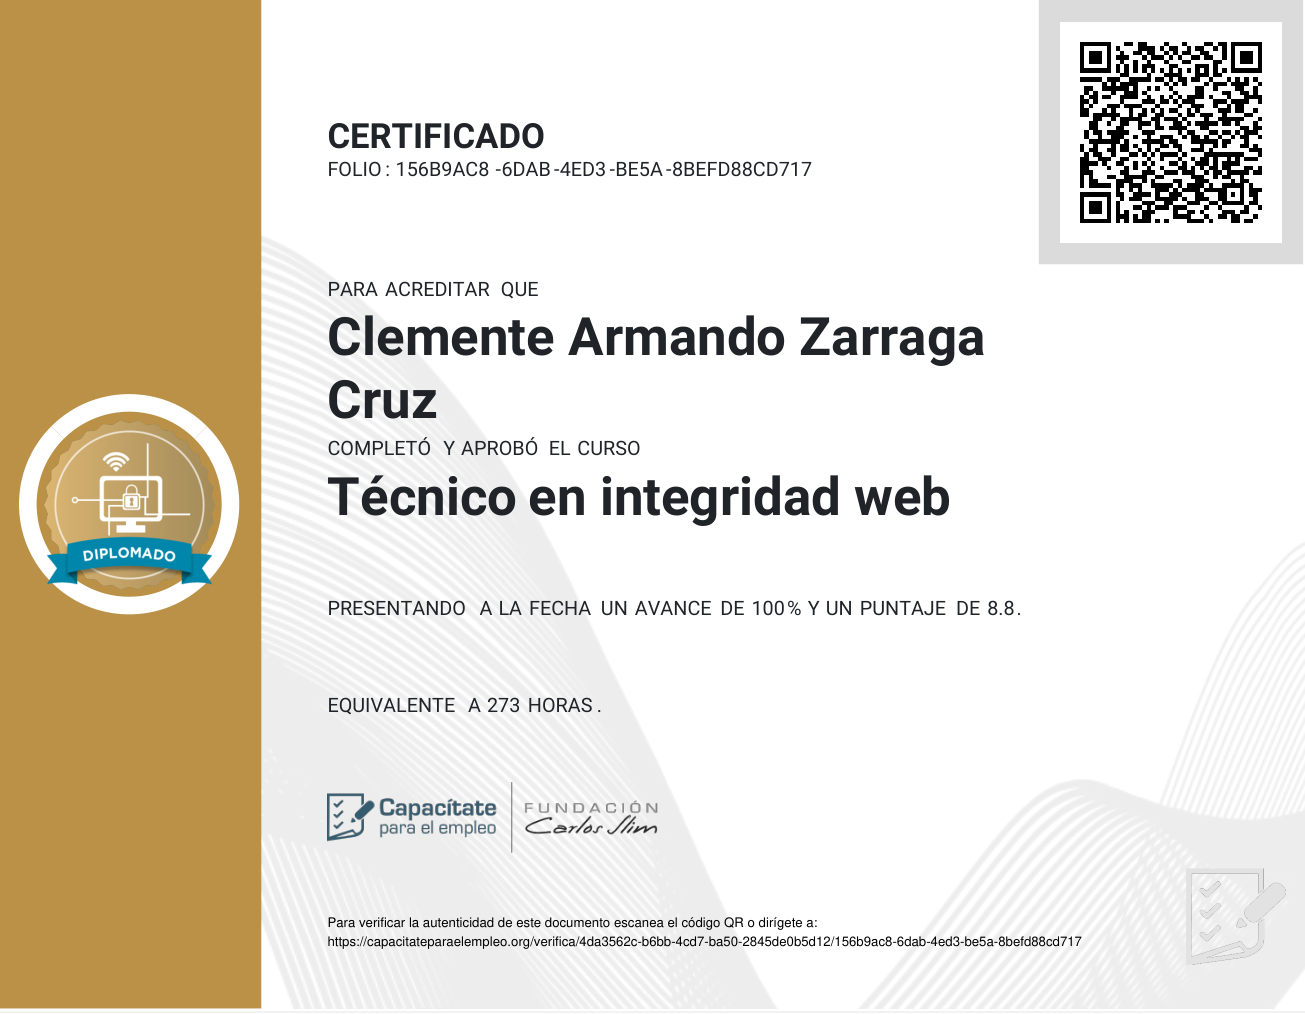 CERTIFICADO
FOLIO: 156B9AC8-6DAB-4ED3-BE5A-8BEFD88CD717
PARA ACREDITAR QUE
Clemente Armando Zarraga
Cruz
COMPLETÓ Y APROBÓ EL CURSO
Técnico en integridad web
DIPLOMADO
PRESENTANDO A LA FECHA UN AVANCE DE 100% Y UN PUNTAJE DE 8.8.
EQUIVALENTE A 273 HORAS.
Capacítate
para el empleo
FUNDACIÓN
Carlos Slim
Para verificar la autenticidad de este documento escanea el código QR o dirígete a:
https://capacitateparaelempleo.org/verifica/4da3562c-b6bb-4cd7-ba50-2845de0b5d12/156b9ac8-6dab-4ed3-be5a-8befd88cd717